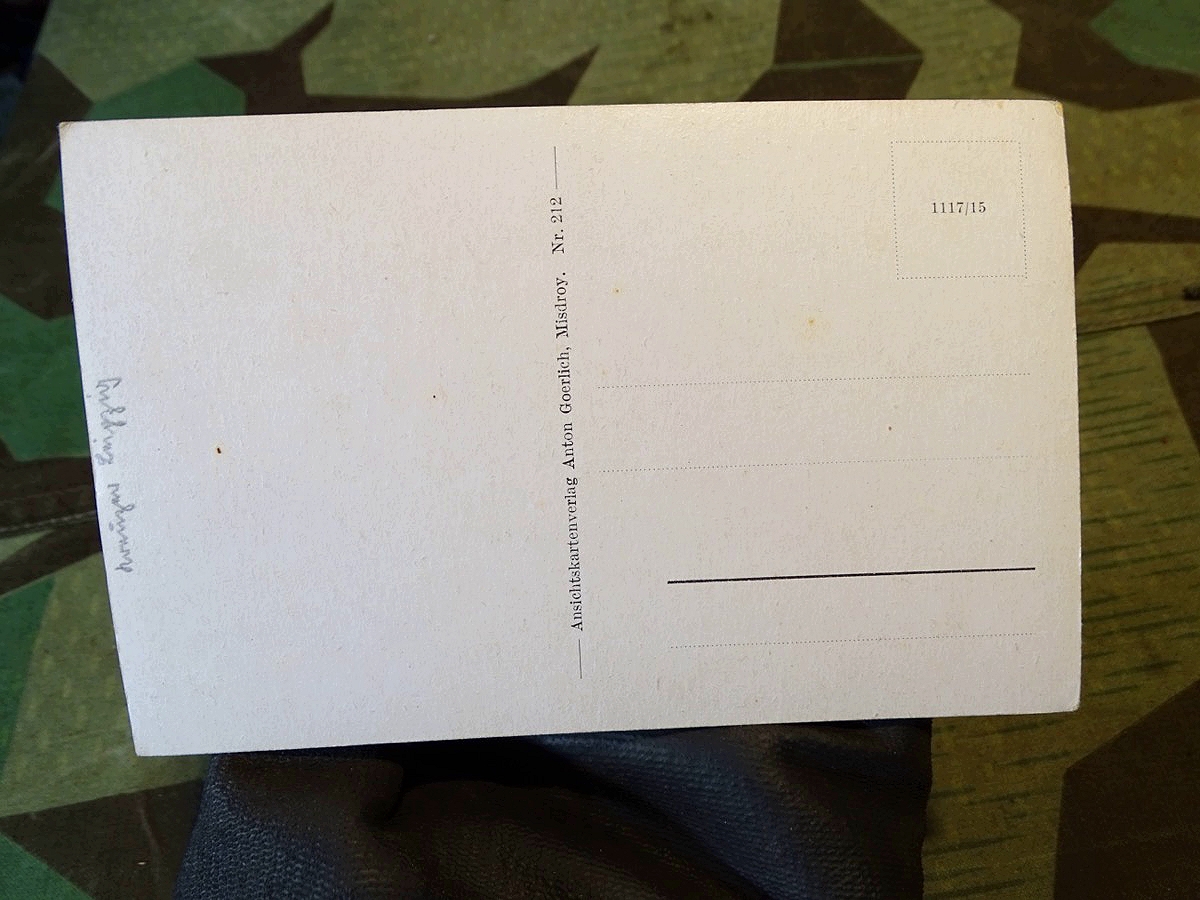 Ansichtskartenverlag Anton Goerlich, Misdroy. Nr. 212
1117/15